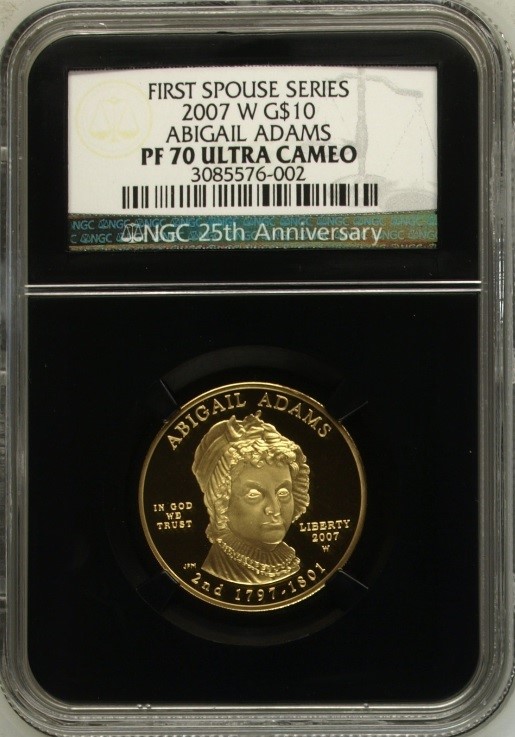 FIRST SPOUSE SERIES
2007 W G$10
ABIGAIL ADAMS
PF 70 ULTRA CAMEO
3085576-002
NGC 25th Anniversary
ABIGAIL ADAMS
IN GOD
WE
TRUST
LIBERTY
2007
W
JFM
2nd 1797-1801